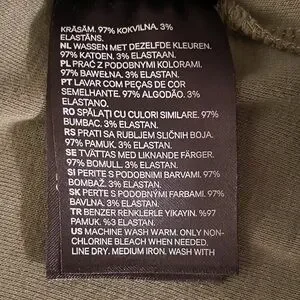 KRĀSĀM. 97% KOKVILNA. 3%
ELASTĀNS.
NL WASSEN MET DEZELFDE KLEUREN.
97% KATOEN. 3% ELASTAAN.
PL PRAĆ Z PODOBNYMI KOLORAMI.
97% BAWEŁNA. 3% ELASTAN.
PT LAVAR COM PEÇAS DE COR
SEMELHANTE. 97% ALGODÃO. 3%
ELASTANO.
RO SPĂLAȚI CU CULORI SIMILARE. 97%
BUMBAC. 3% ELASTAN.
RS PRATI SA RUBLJEM SLIČNIH BOJA.
97% PAMUK. 3% ELASTAN.
SE TVÄTTAS MED LIKNANDE FÄRGER.
97% BOMULL. 3% ELASTAN.
SI PERITE S PODOBNIMI BARVAMI. 97%
BOMBAŽ. 3% ELASTAN.
SK PERTE S PODOBNÝMI FARBAMI. 97%
BAVLNA. 3% ELASTAN.
TR BENZER RENKLERLE YIKAYIN. %97
PAMUK. %3 ELASTAN.
US MACHINE WASH WARM. ONLY NON-
CHLORINE BLEACH WHEN NEEDED.
LINE DRY. MEDIUM IRON. WASH WITH